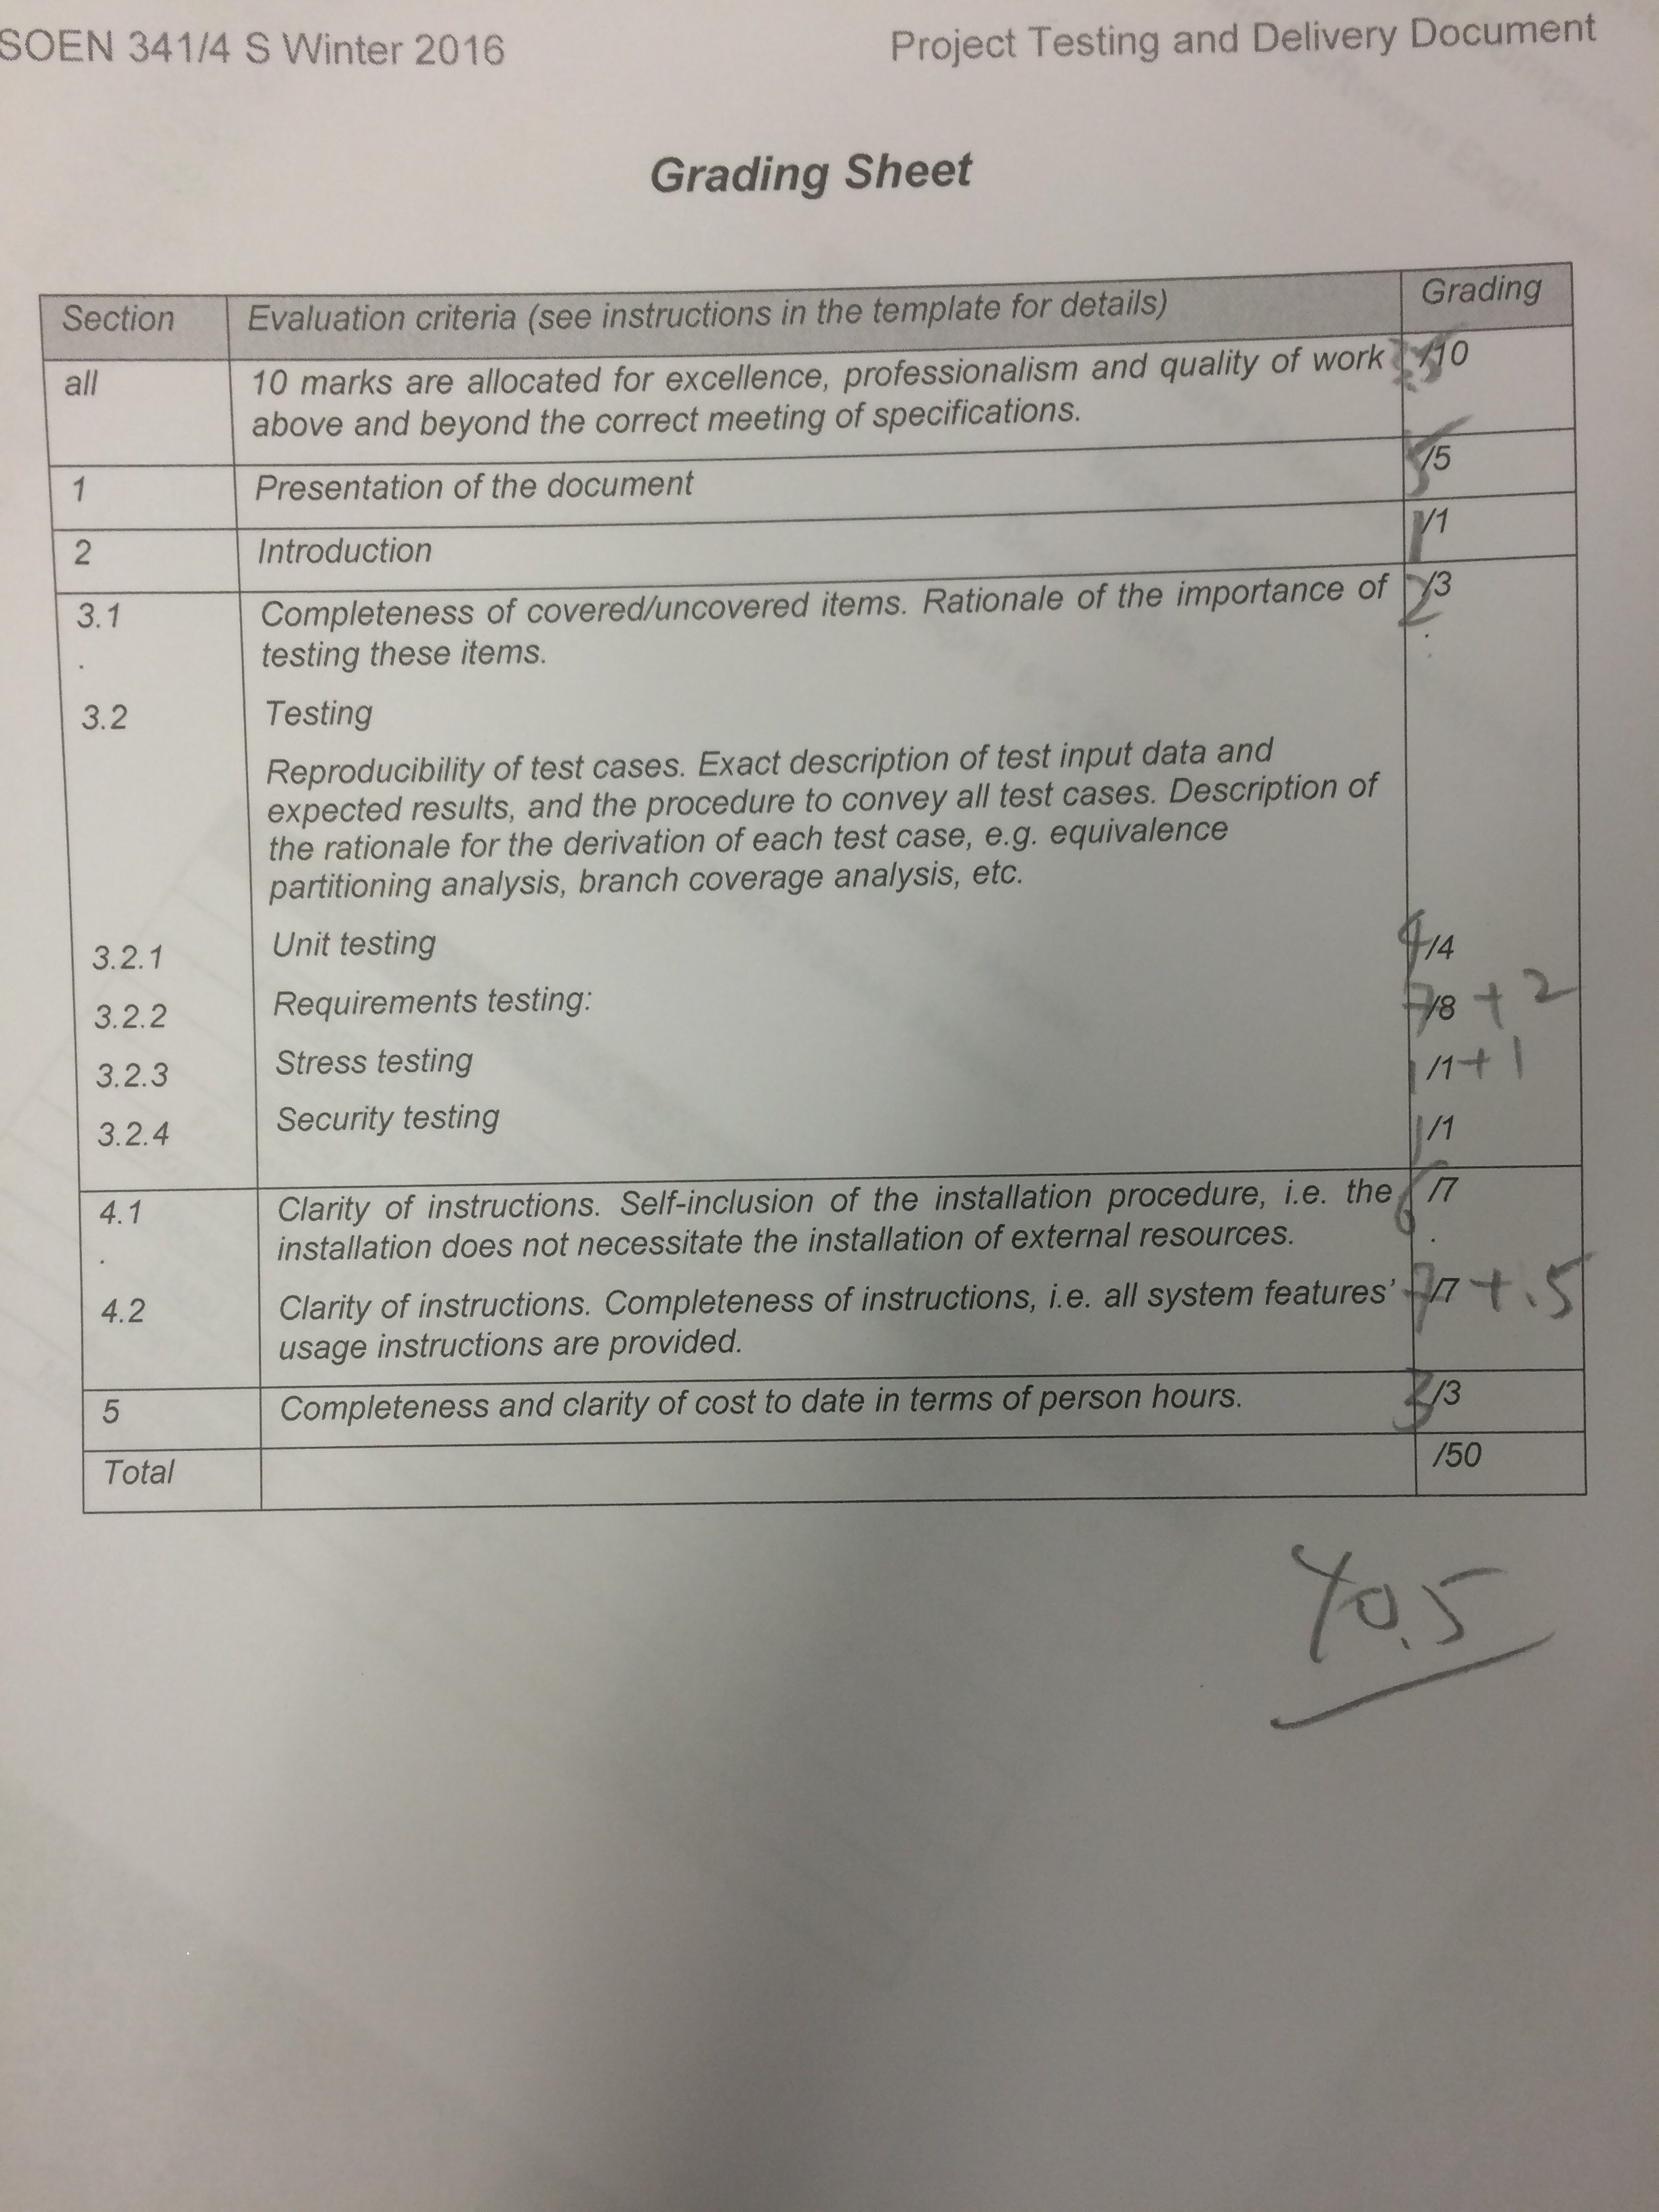 SOEN 341/4 S Winter 2016 Project Testing and Delivery Document
Grading Sheet
Section Evaluation criteria (see instructions in the template for details) Grading
all 10 marks are allocated for excellence, professionalism and quality of work /10
above and beyond the correct meeting of specifications.
1 Presentation of the document 5/5
2 Introduction 1/1
3.1 Completeness of covered/uncovered items. Rationale of the importance of 2/3
. testing these items.
3.2 Testing
Reproducibility of test cases. Exact description of test input data and
expected results, and the procedure to convey all test cases. Description of
the rationale for the derivation of each test case, e.g. equivalence
partitioning analysis, branch coverage analysis, etc.
3.2.1 Unit testing 4/4
3.2.2 Requirements testing: 7/8 + 2
3.2.3 Stress testing 1/1 + 1
3.2.4 Security testing 1/1
4.1 Clarity of instructions. Self-inclusion of the installation procedure, i.e. the 6/7
. installation does not necessitate the installation of external resources.
4.2 Clarity of instructions. Completeness of instructions, i.e. all system features' 7/7 + .5
usage instructions are provided.
5 Completeness and clarity of cost to date in terms of person hours. 3/3
Total /50
40.5